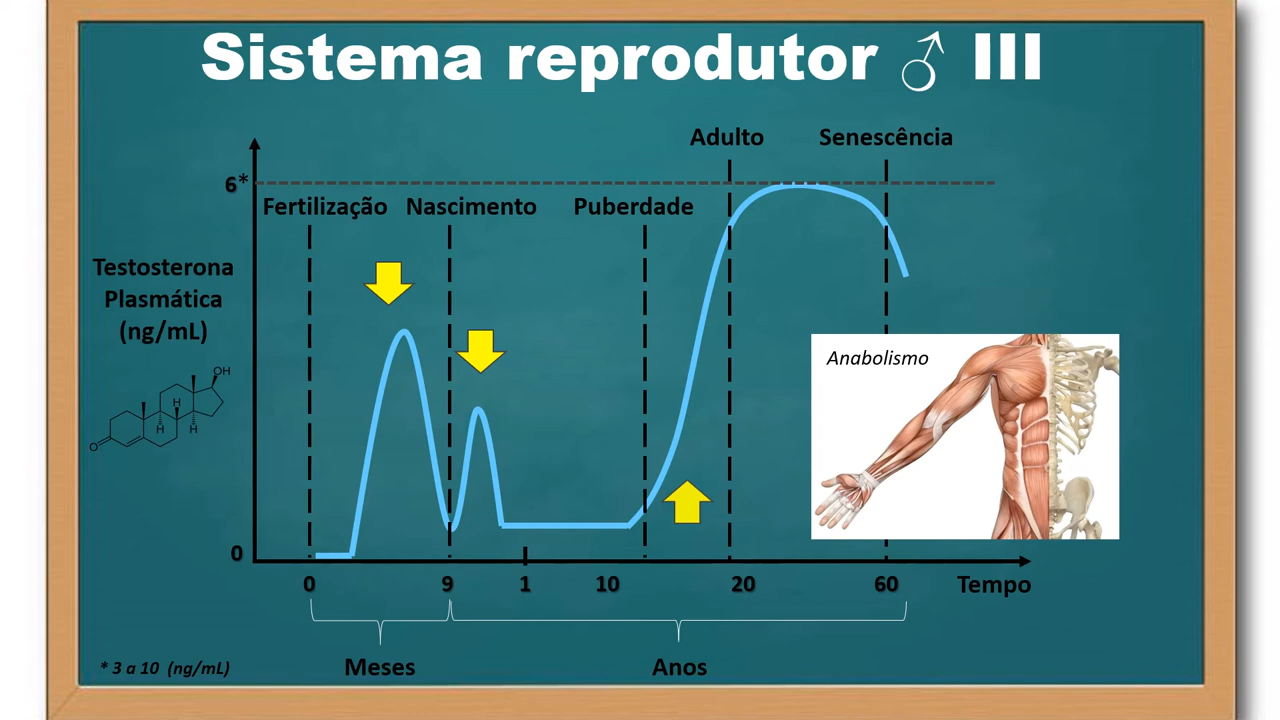 Sistema reprodutor ♂ III
Adulto Senescência
6*
Fertilização Nascimento Puberdade
Testosterona
Plasmática
(ng/mL)
Anabolismo
OH
H
H H
O
0
0 9 1 10 20 60 Tempo
Meses Anos
* 3 a 10 (ng/mL)